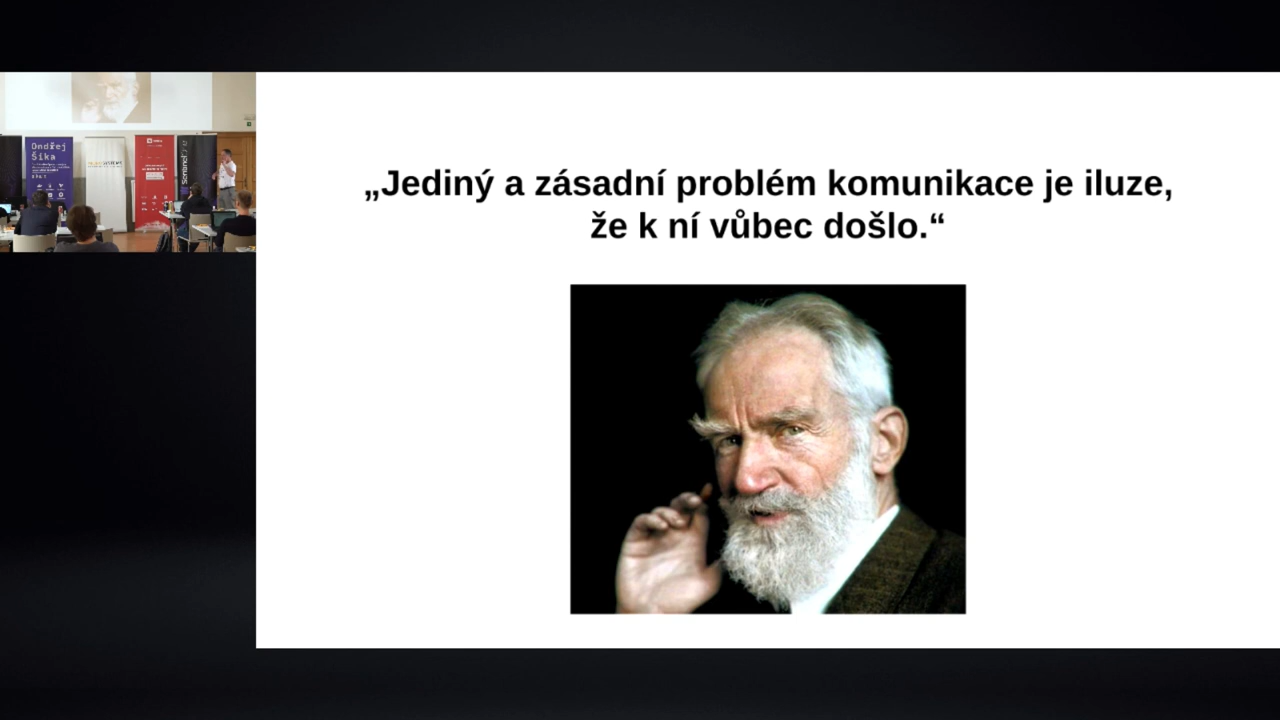 „Jediný a zásadní problém komunikace je iluze,
že k ní vůbec došlo.“
Ondřej
Šika